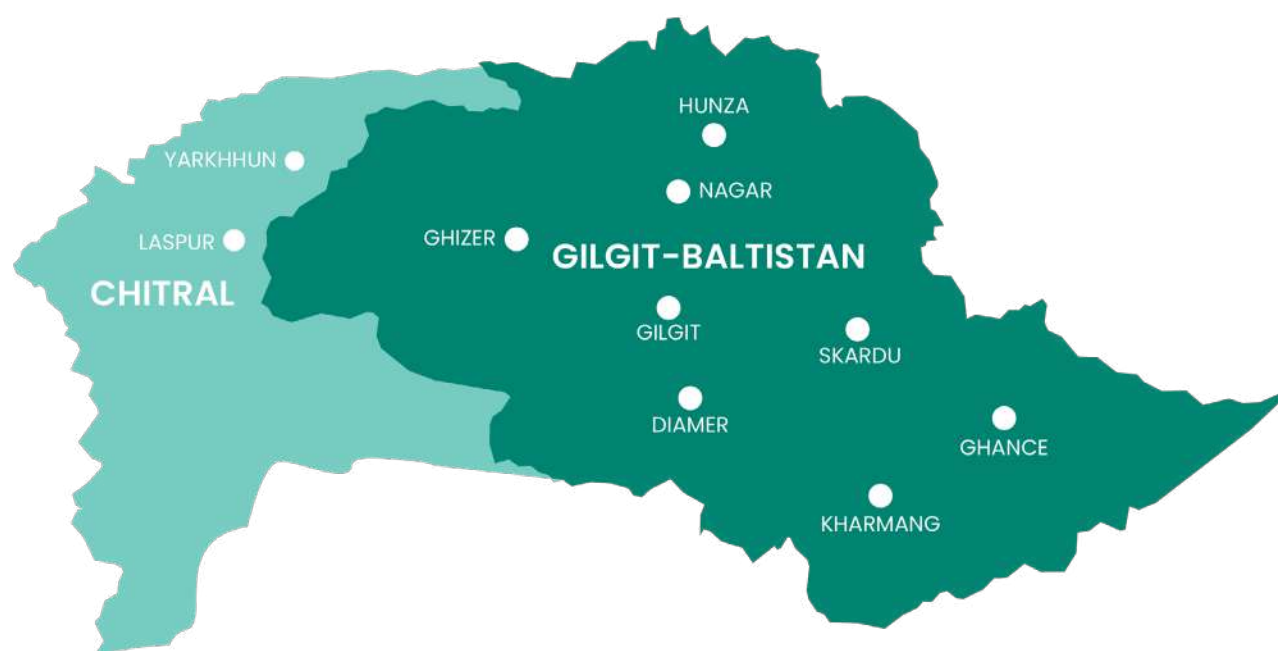 HUNZA
YARKHHUN
NAGAR
LASPUR
GHIZER
GILGIT-BALTISTAN
CHITRAL
GILGIT
SKARDU
DIAMER
GHANCE
KHARMANG